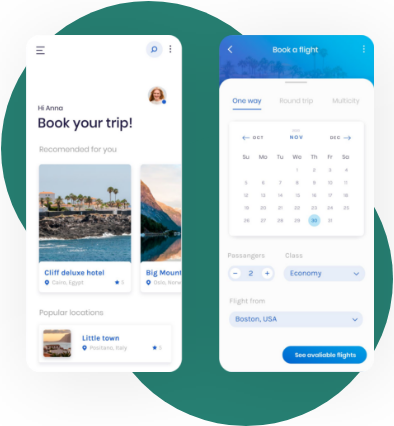 Hi Anna
Book your trip!
Recomended for you
Cliff deluxe hotel
Cairo, Egypt
5
Big Mount
Oslo, Norw
Popular locations
Little town
Positano, Italy
5
Book a flight
One way
Round trip
Multicity
OCT
NOV
DEC
Su Mo Tu We Th Fr Sa
1 2 3 4
5 6 7 8 9 10 11
12 13 14 15 16 17 18
19 20 21 22 23 24 25
26 27 28 29 30 31
Passengers
Class
− 2 +
Economy
Flight from
Boston, USA
See avaliable flights